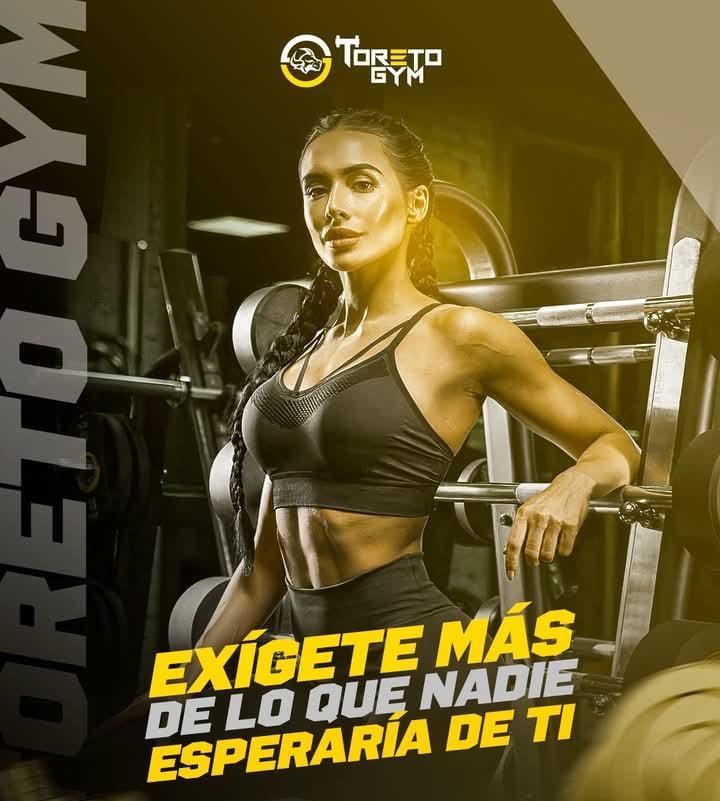 TORETO
GYM
TORETO GYM
EXÍGETE MÁS
DE LO QUE NADIE
ESPERARÍA DE TI